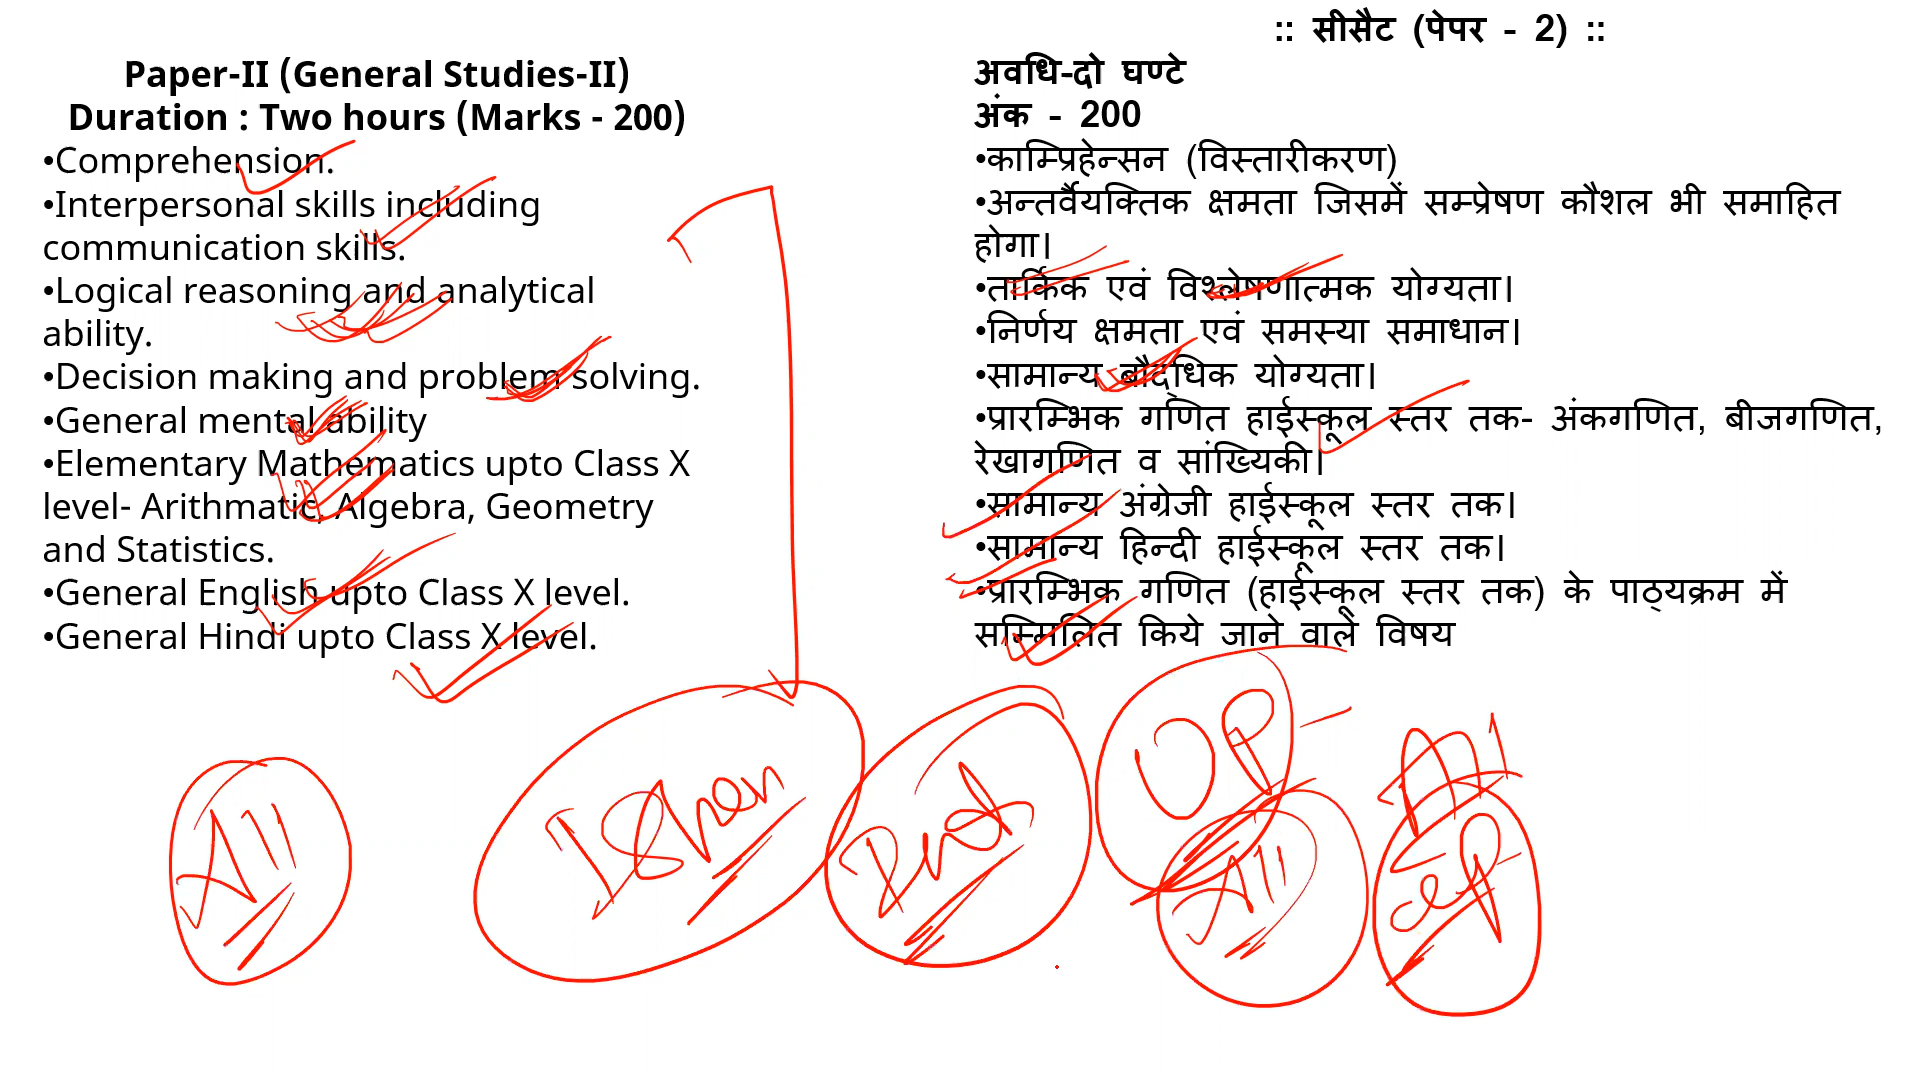 :: सीसैट (पेपर - 2) ::
Paper-II (General Studies-II)
Duration : Two hours (Marks - 200)
•Comprehension.
•Interpersonal skills including
communication skills.
•Logical reasoning and analytical
ability.
•Decision making and problem solving.
•General mental ability
•Elementary Mathematics upto Class X
level- Arithmatic, Algebra, Geometry
and Statistics.
•General English upto Class X level.
•General Hindi upto Class X level.
अवधि-दो घण्टे
अंक - 200
•काम्प्रिहेन्सन (विस्तारीकरण)
•अन्तर्वैयक्तिक क्षमता जिसमें सम्प्रेषण कौशल भी समाहित
होगा।
•तार्किक एवं विश्लेषणात्मक योग्यता।
•निर्णय क्षमता एवं समस्या समाधान।
•सामान्य बौद्धिक योग्यता।
•प्रारम्भिक गणित हाईस्कूल स्तर तक- अंकगणित, बीजगणित,
रेखागणित व सांख्यिकी।
•सामान्य अंग्रेजी हाईस्कूल स्तर तक।
•सामान्य हिन्दी हाईस्कूल स्तर तक।
•प्रारम्भिक गणित (हाईस्कूल स्तर तक) के पाठ्यक्रम में
सम्मिलित किये जाने वाले विषय